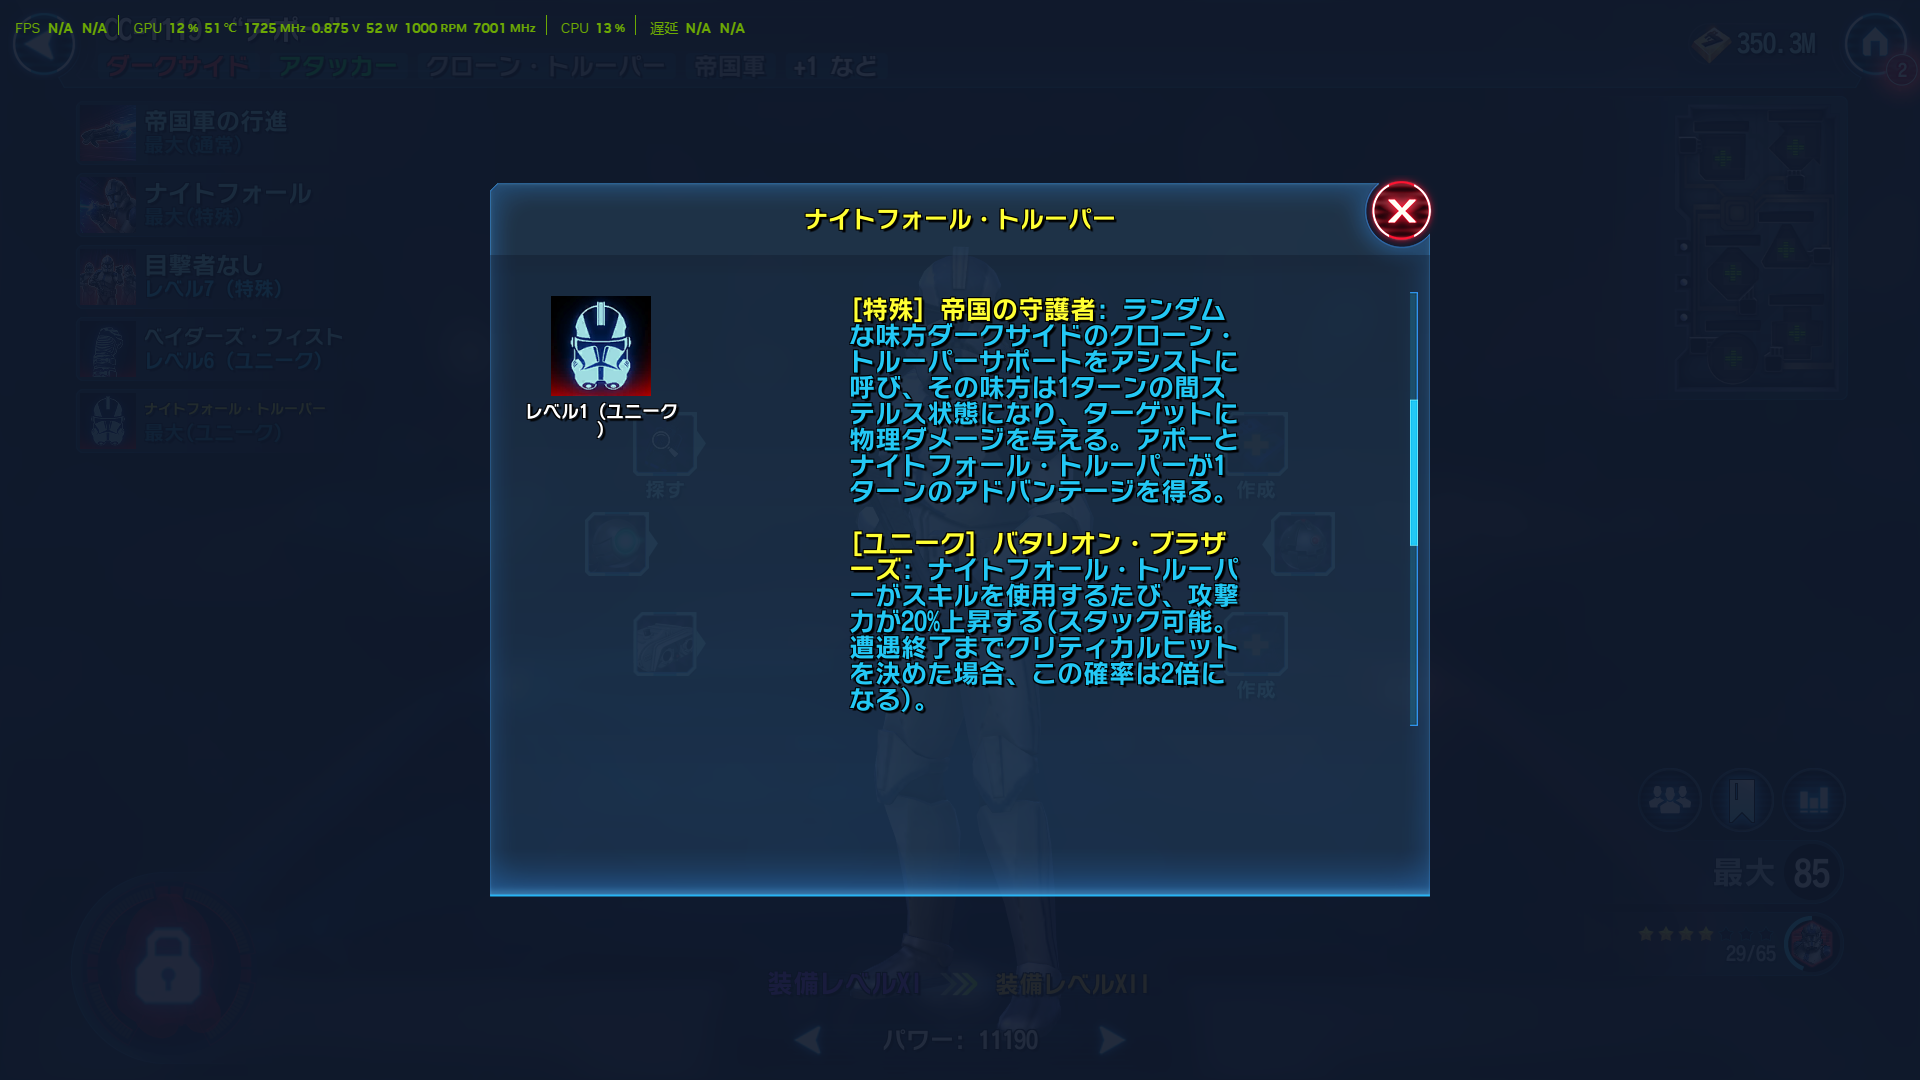 FPS N/A N/A GPU 12 % 51 ℃ 1725 MHz 0.875 V 52 W 1000 RPM 7001 MHz CPU 13 % 遅延 N/A N/A
350.3M
2
ダークサイド アタッカー クローン・トルーパー 帝国軍 +1 など
帝国軍の行進
最大(通常)
ナイトフォール
最大(特殊)
目撃者なし
レベル7 (特殊)
ベイダーズ・フィスト
レベル6 (ユニーク)
ナイトフォール・トルーパー
最大(ユニーク)
ナイトフォール・トルーパー
レベル1 (ユニーク
)
[特殊] 帝国の守護者: ランダム
な味方ダークサイドのクローン・
トルーパーサポートをアシストに
呼び、その味方は1ターンの間ス
テルス状態になり、ターゲットに
物理ダメージを与える。アポーと
ナイトフォール・トルーパーが1
ターンのアドバンテージを得る。
[ユニーク] バタリオン・ブラザ
ーズ: ナイトフォール・トルーパ
ーがスキルを使用するたび、攻撃
力が20%上昇する(スタック可能。
遭遇終了までクリティカルヒット
を決めた場合、この確率は2倍に
なる)。
探す
作成
作成
最大 85
29/65
装備レベルXI 装備レベルXII
パワー: 11190